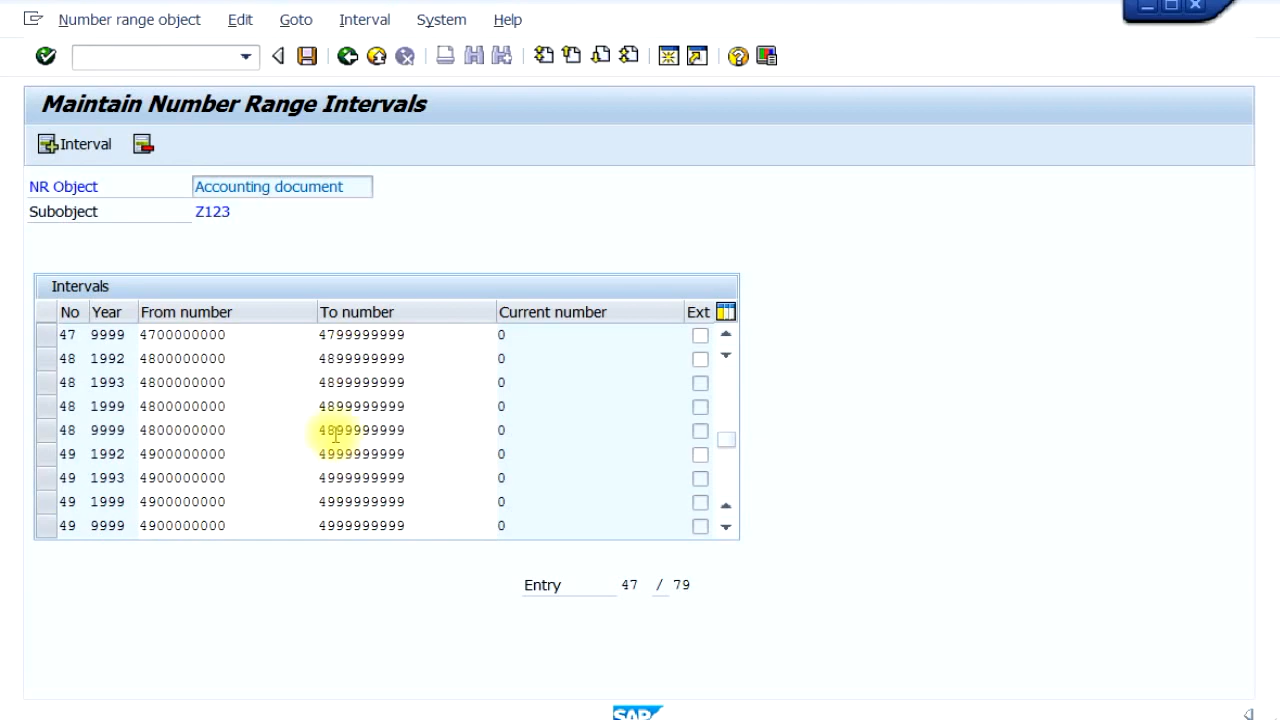 Number range object Edit Goto Interval System Help
Maintain Number Range Intervals
Interval
NR Object Accounting document
Subobject Z123
Intervals
No Year From number To number Current number Ext
47 9999 4700000000 4799999999 0
48 1992 4800000000 4899999999 0
48 1993 4800000000 4899999999 0
48 1999 4800000000 4899999999 0
48 9999 4800000000 4899999999 0
49 1992 4900000000 4999999999 0
49 1993 4900000000 4999999999 0
49 1999 4900000000 4999999999 0
49 9999 4900000000 4999999999 0
Entry 47 / 79
SAP